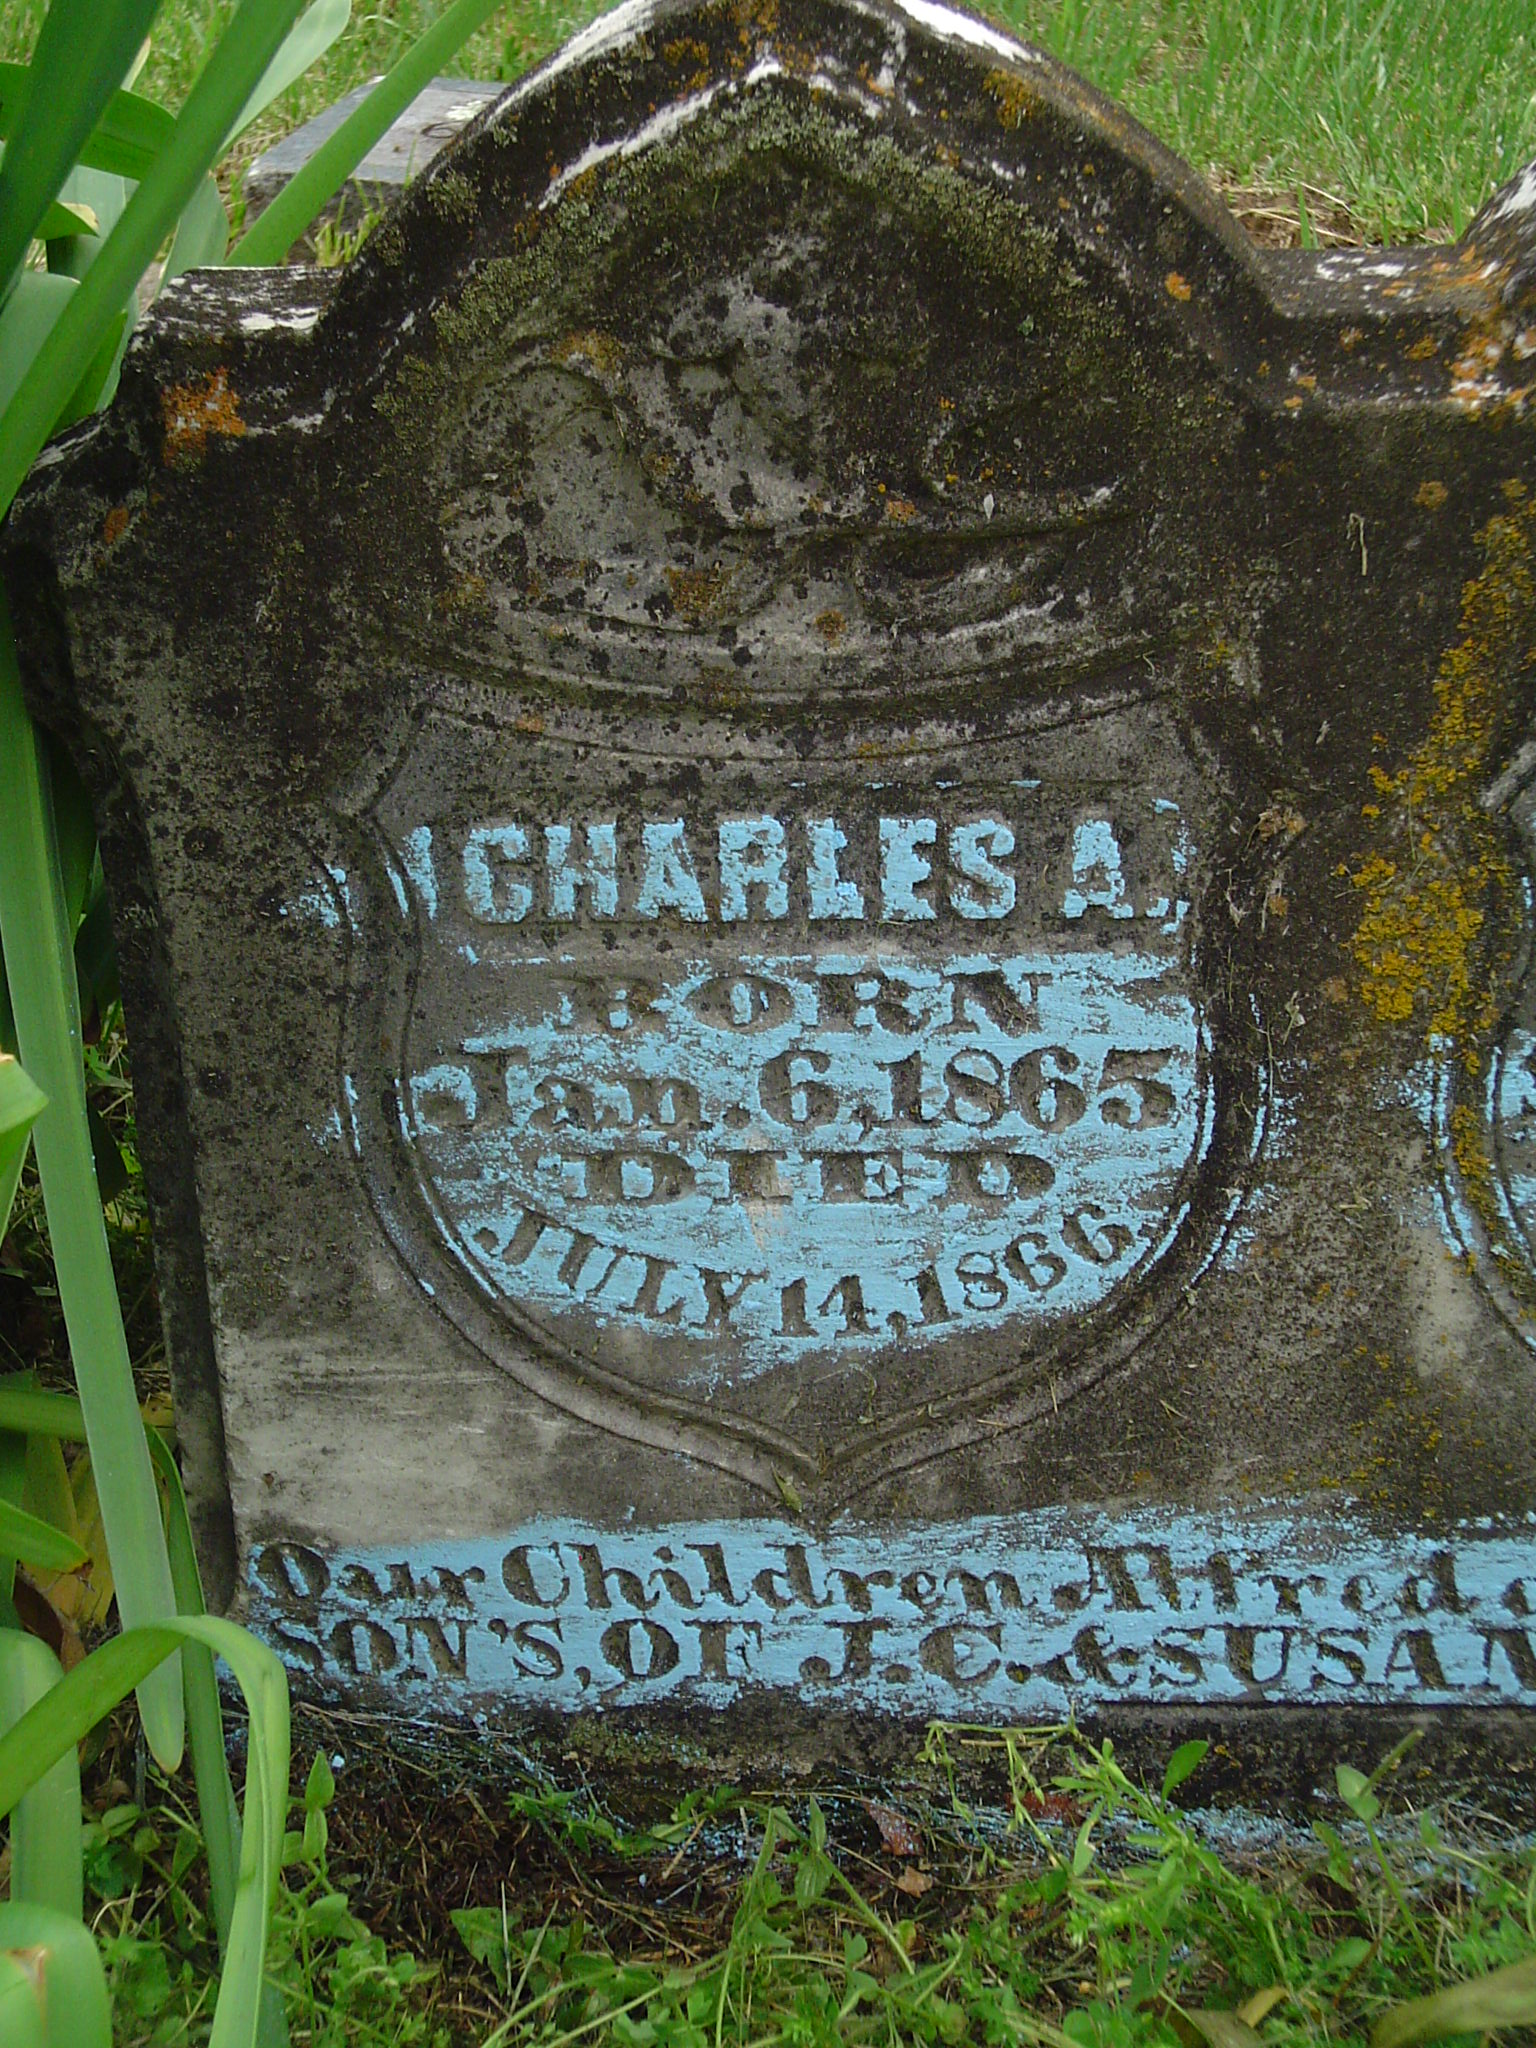 CHARLES A.
BORN
Jan. 6, 1865
DIED
JULY 14, 1866.
Our Children Alfred
SON'S, OF J. C. & SUSAN